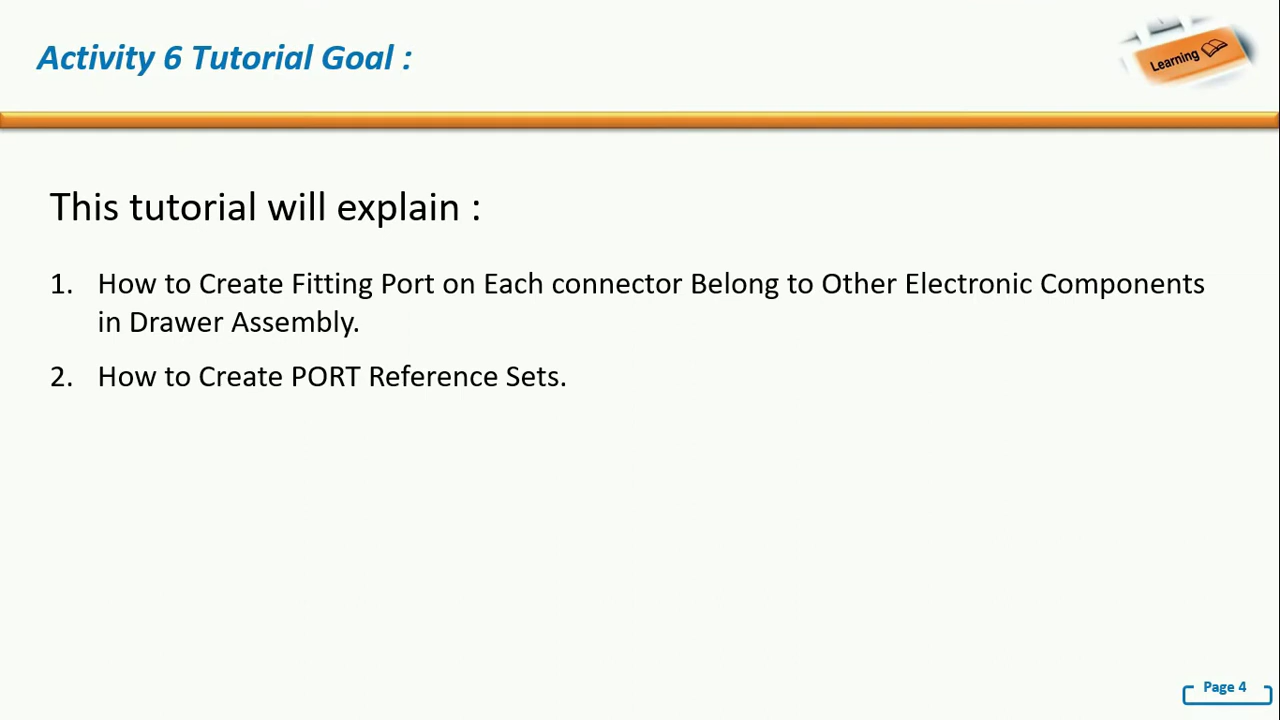 Activity 6 Tutorial Goal :
Learning
This tutorial will explain :
1. How to Create Fitting Port on Each connector Belong to Other Electronic Components
in Drawer Assembly.
2. How to Create PORT Reference Sets.
Page 4